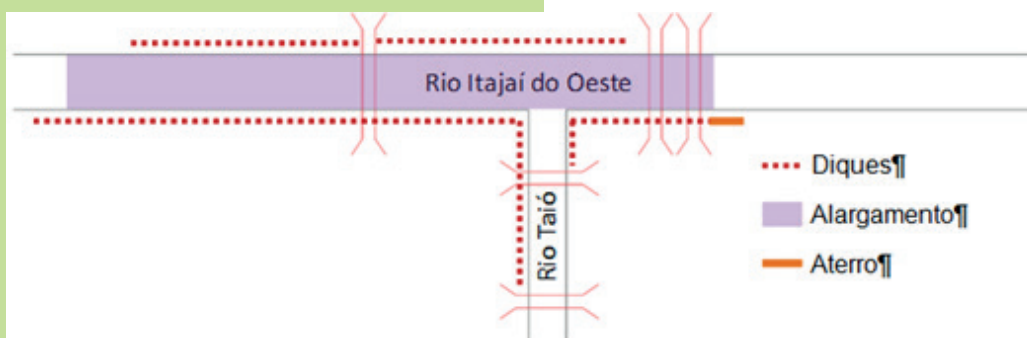 Rio Itajaí do Oeste
Rio Taió
Diques¶
Alargamento¶
Aterro¶